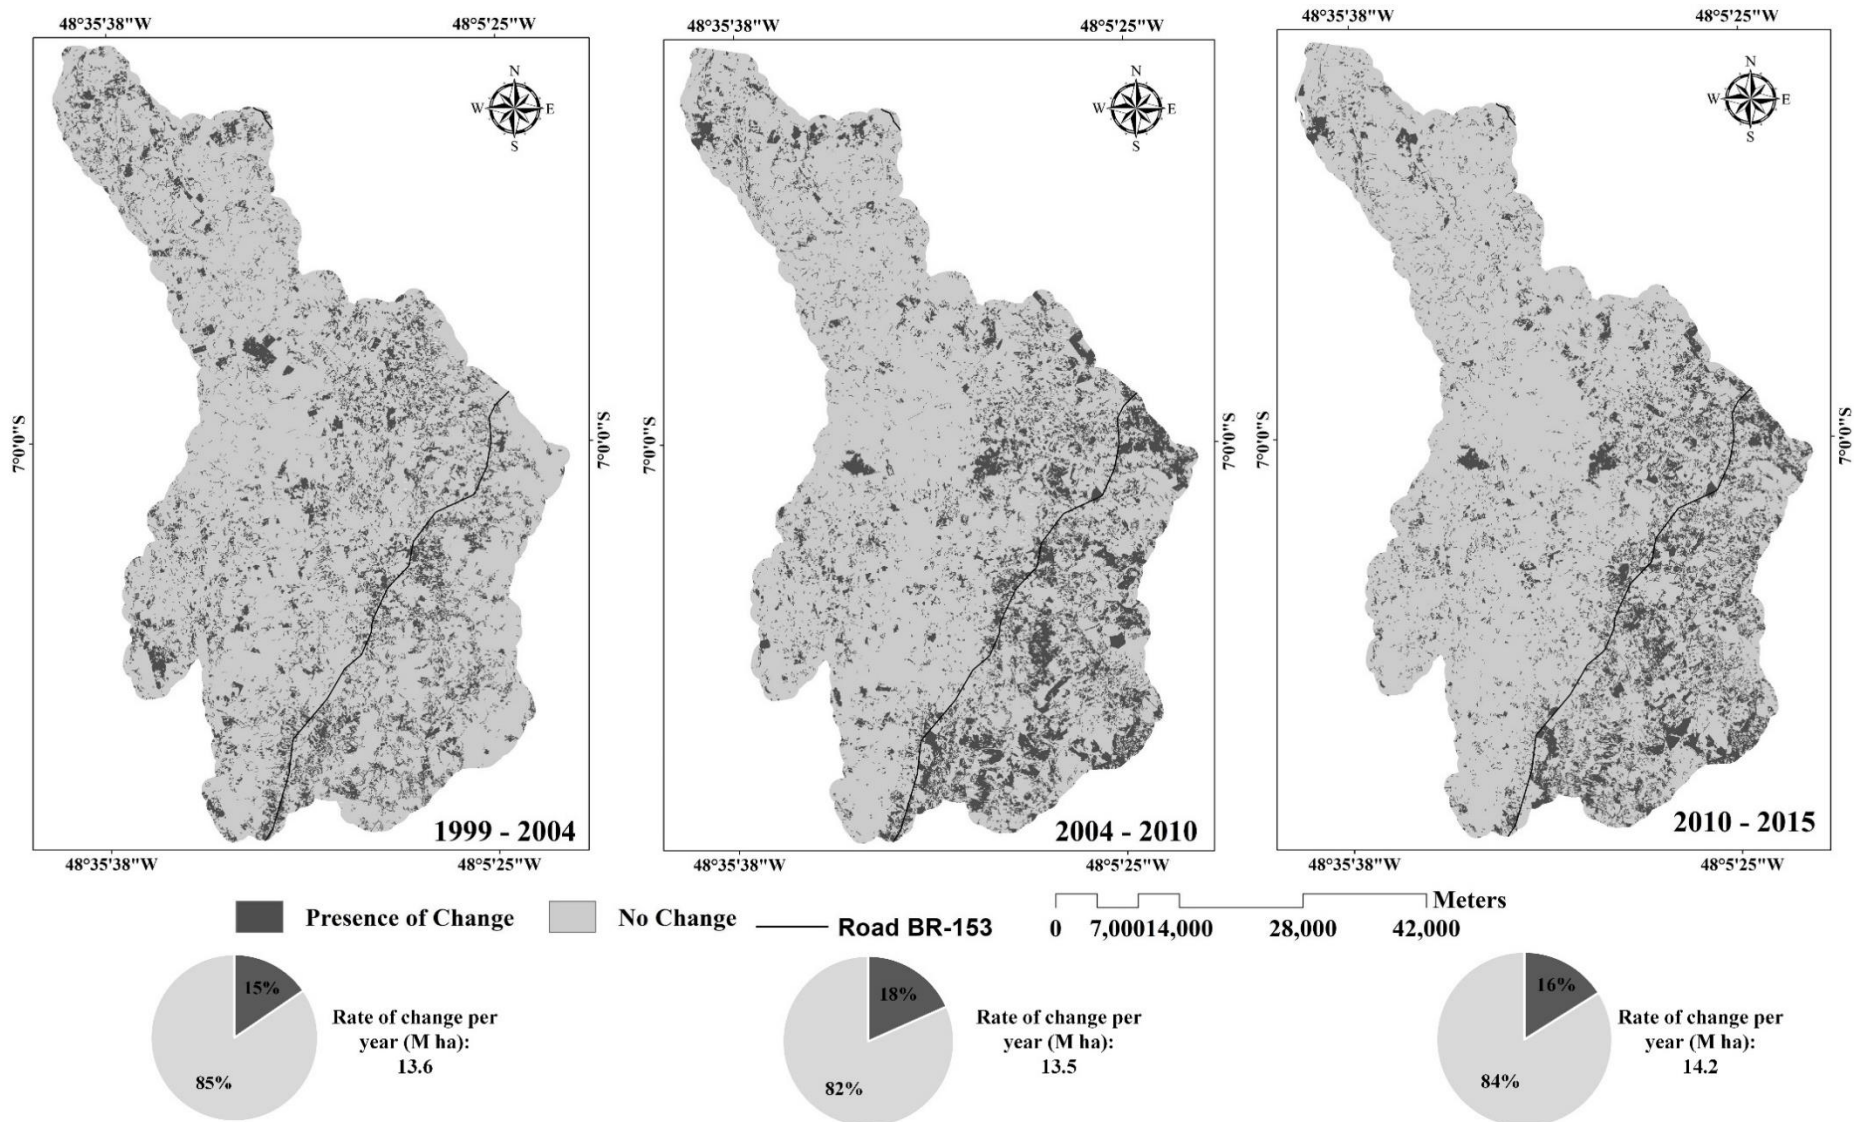 48°35'38"W 48°5'25"W
48°35'38"W 48°5'25"W
48°35'38"W 48°5'25"W
N
W E
S
N
W E
S
N
W E
S
7°0'0"S
7°0'0"S
7°0'0"S
7°0'0"S
7°0'0"S
1999 - 2004
2004 - 2010
2010 - 2015
48°35'38"W 48°5'25"W
48°35'38"W 48°5'25"W
48°35'38"W 48°5'25"W
Presence of Change No Change Road BR-153
Meters
0 7,00014,000 28,000 42,000
15%
85%
Rate of change per
year (M ha):
13.6
18%
82%
Rate of change per
year (M ha):
13.5
16%
84%
Rate of change per
year (M ha):
14.2